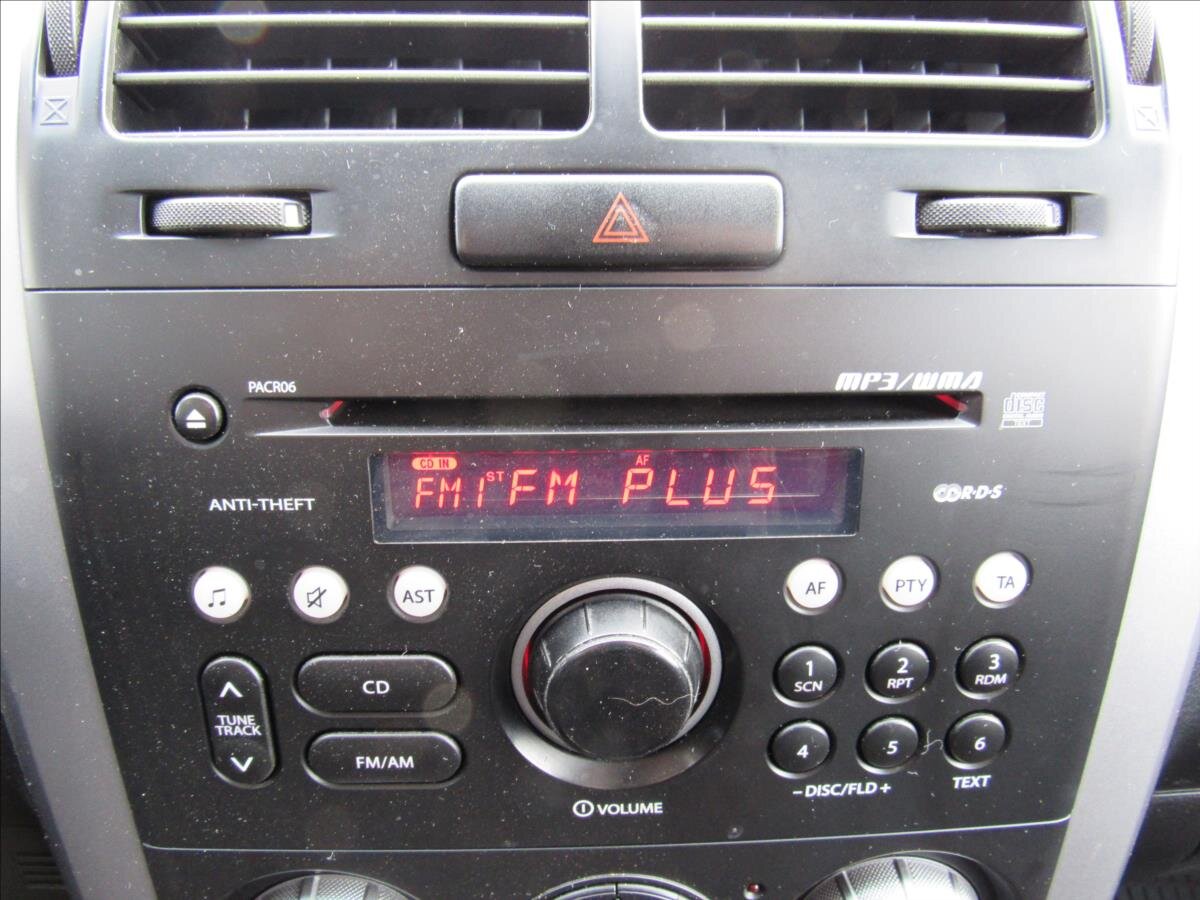 PACR06
MP3/WMA
disc
TEXT
CD IN
AF
FM1 ST FM PLUS
ANTI-THEFT
R·D·S
AST
AF
PTY
TA
1
SCN
2
RPT
3
RDM
CD
TUNE
TRACK
FM/AM
4
5
6
– DISC/FLD +
TEXT
VOLUME